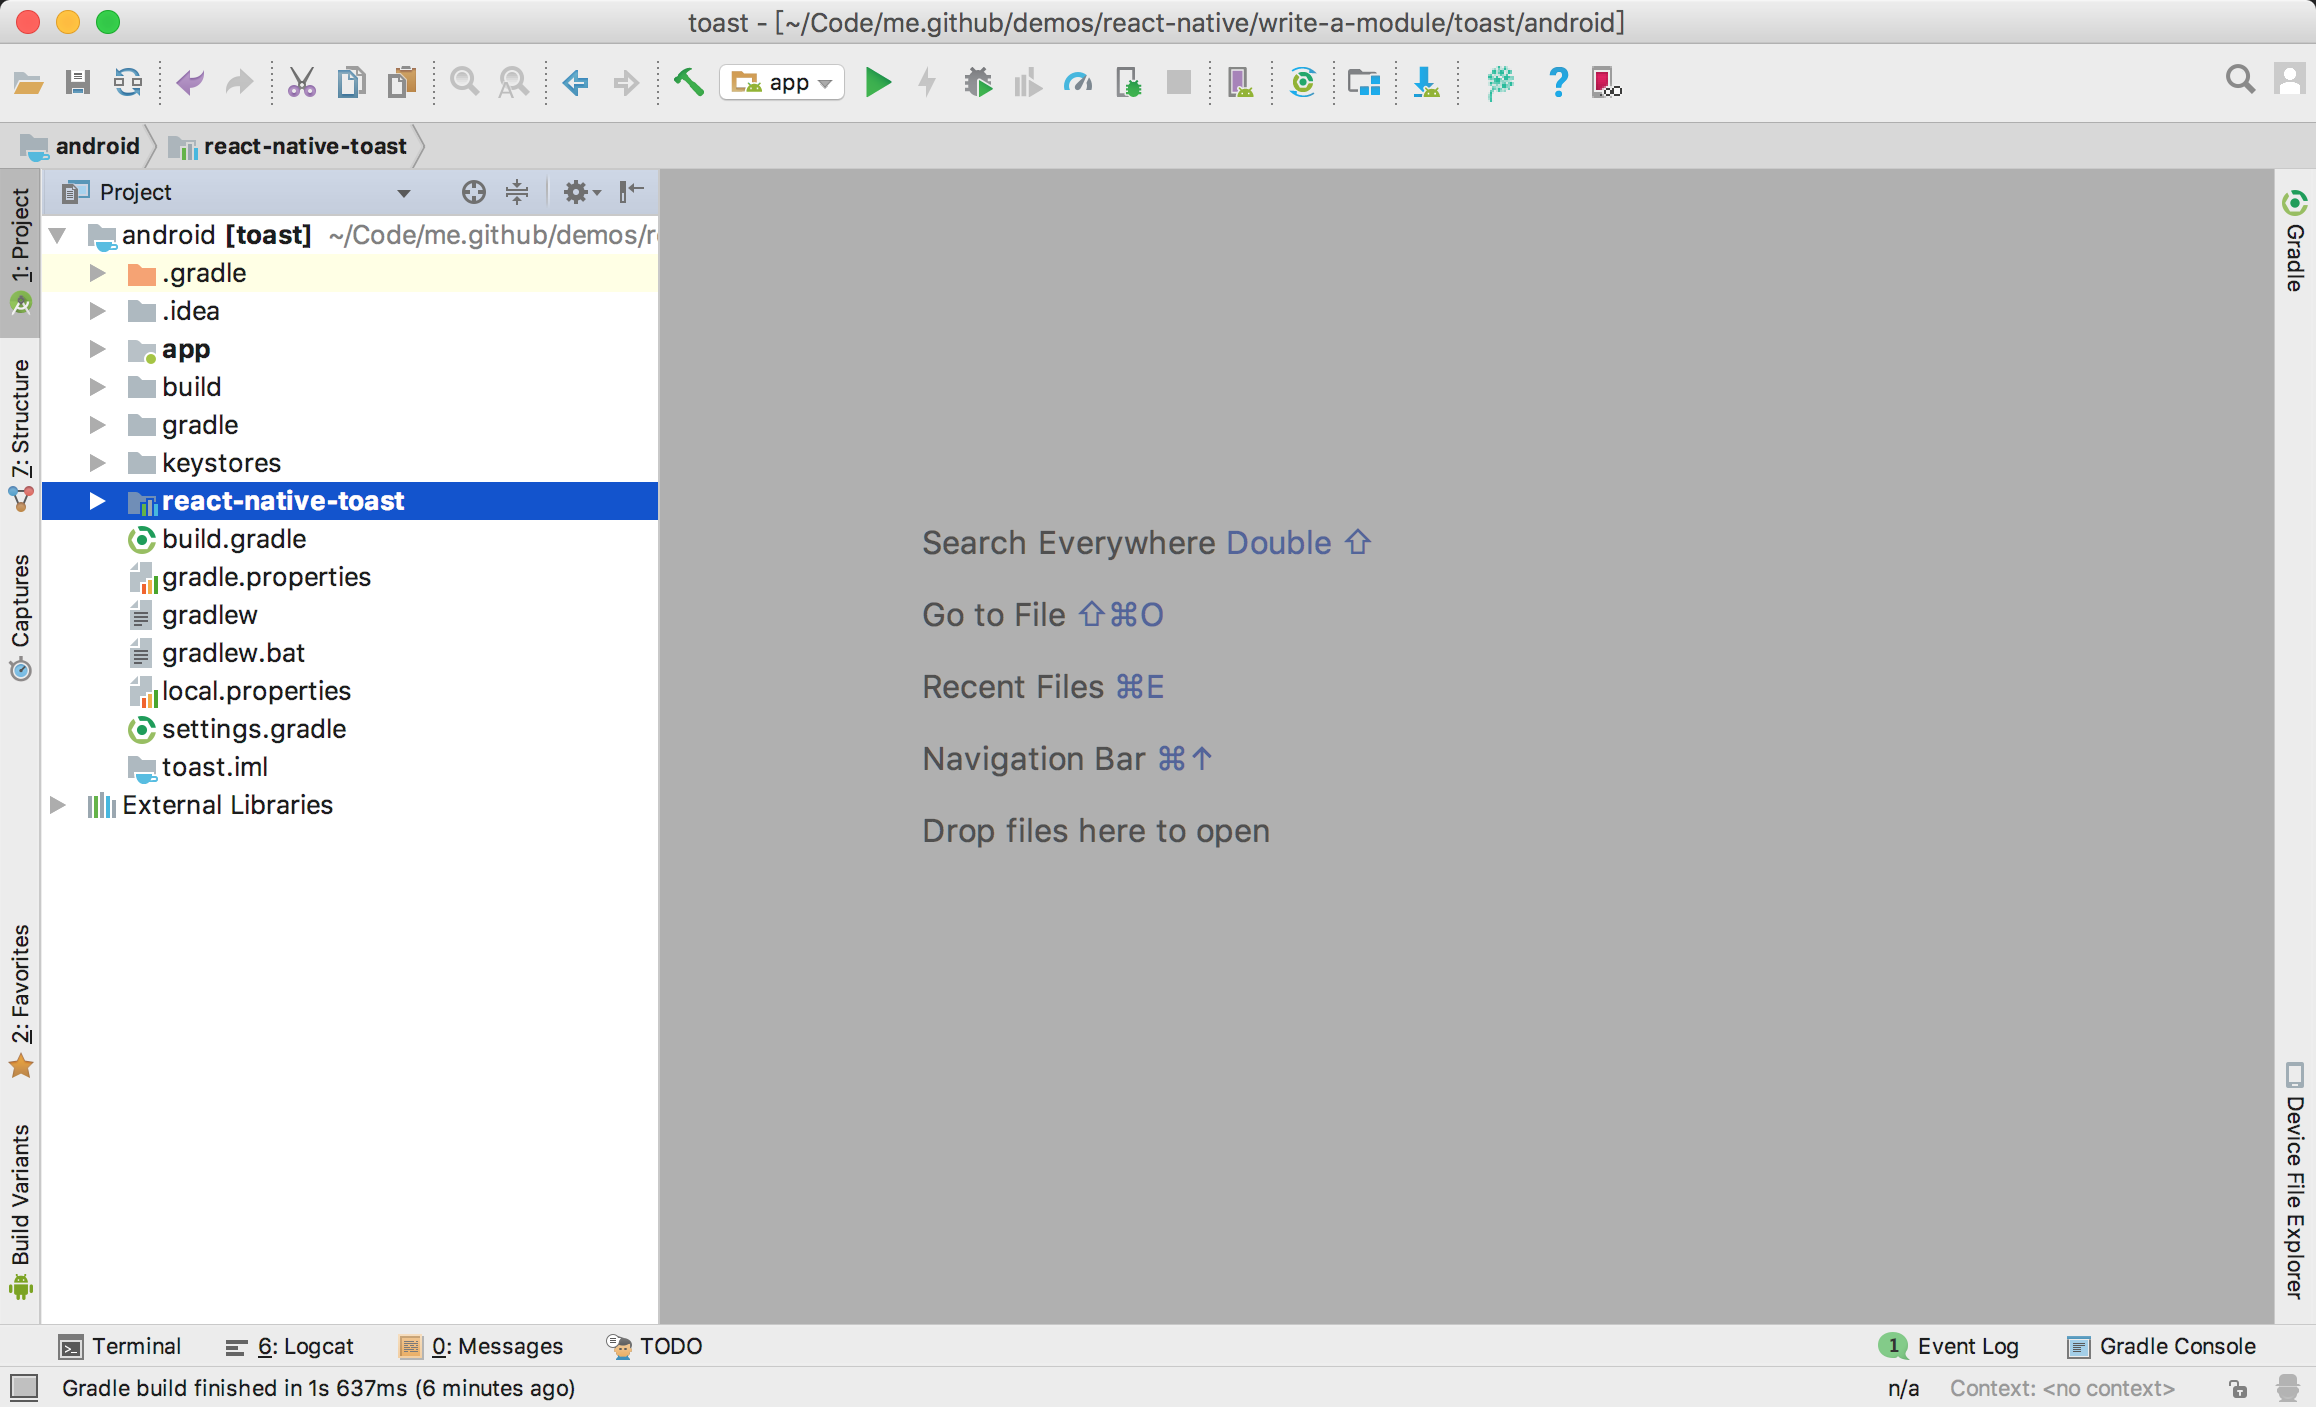 toast - [~/Code/me.github/demos/react-native/write-a-module/toast/android]
app
android
react-native-toast
Project
1: Project
7: Structure
Captures
2: Favorites
Build Variants
android [toast] ~/Code/me.github/demos/r
.gradle
.idea
app
build
gradle
keystores
react-native-toast
build.gradle
gradle.properties
gradlew
gradlew.bat
local.properties
settings.gradle
toast.iml
External Libraries
Search Everywhere Double ⇧
Go to File ⇧⌘O
Recent Files ⌘E
Navigation Bar ⌘↑
Drop files here to open
Gradle
Device File Explorer
Terminal
6: Logcat
0: Messages
TODO
1 Event Log
Gradle Console
Gradle build finished in 1s 637ms (6 minutes ago)
n/a
Context: <no context>